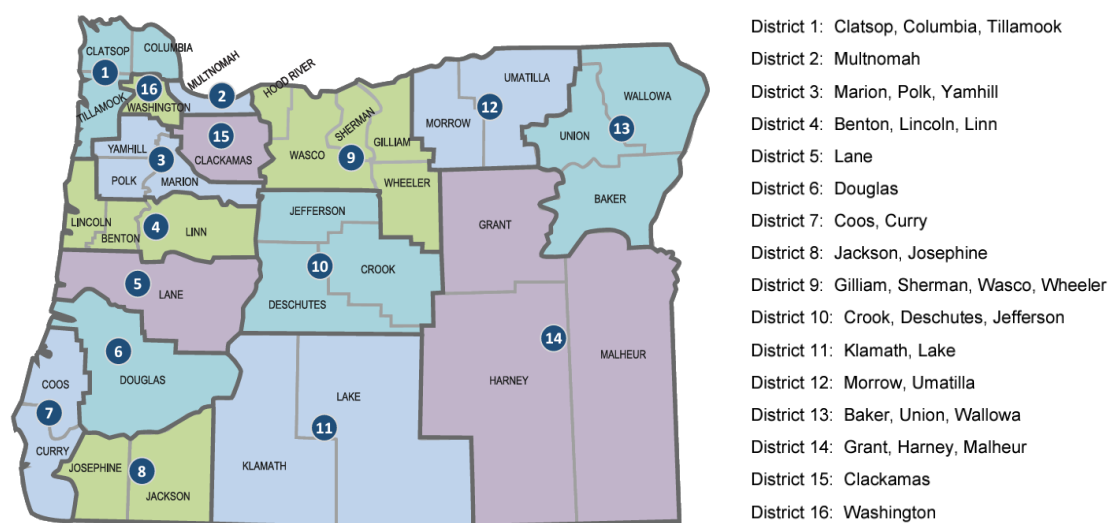 CLATSOP
COLUMBIA
1
TILLAMOOK
16
WASHINGTON
MULTNOMAH
2
HOOD RIVER
15
CLACKAMAS
YAMHILL
3
POLK
MARION
WASCO
SHERMAN
9
GILLIAM
WHEELER
UMATILLA
12
MORROW
WALLOWA
UNION
13
BAKER
LINCOLN
BENTON
4
LINN
JEFFERSON
10
CROOK
DESCHUTES
GRANT
5
LANE
6
DOUGLAS
14
HARNEY
MALHEUR
COOS
7
CURRY
JOSEPHINE
8
JACKSON
LAKE
11
KLAMATH
District 1: Clatsop, Columbia, Tillamook
District 2: Multnomah
District 3: Marion, Polk, Yamhill
District 4: Benton, Lincoln, Linn
District 5: Lane
District 6: Douglas
District 7: Coos, Curry
District 8: Jackson, Josephine
District 9: Gilliam, Sherman, Wasco, Wheeler
District 10: Crook, Deschutes, Jefferson
District 11: Klamath, Lake
District 12: Morrow, Umatilla
District 13: Baker, Union, Wallowa
District 14: Grant, Harney, Malheur
District 15: Clackamas
District 16: Washington